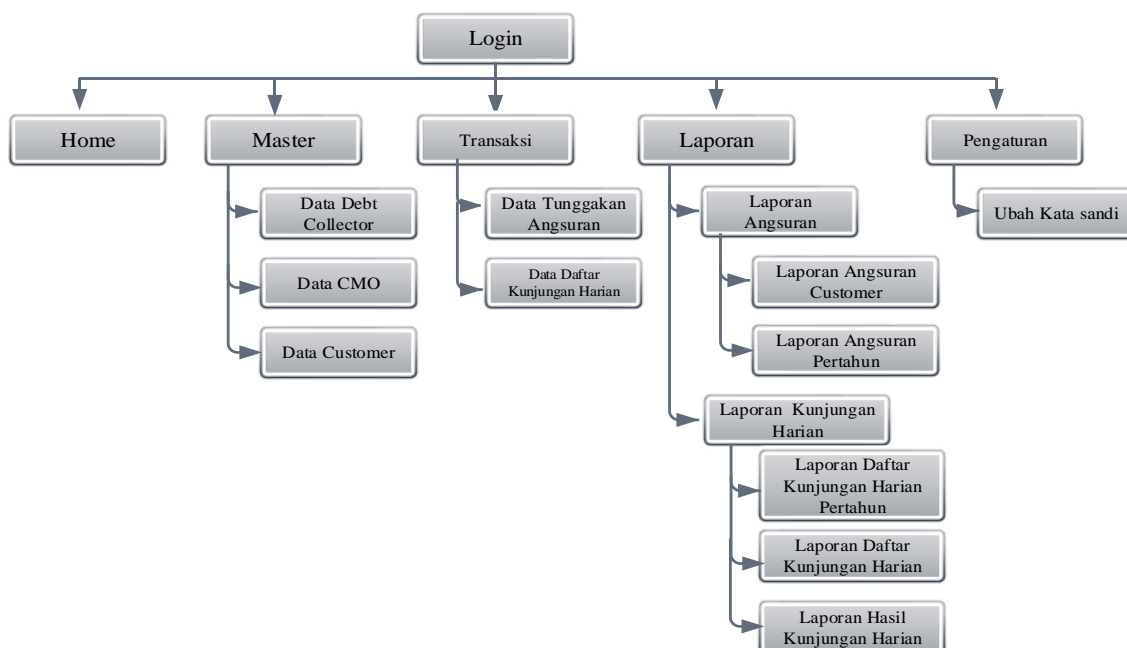 Login
Home
Master
Transaksi
Laporan
Pengaturan
Data Debt
Collector
Data CMO
Data Customer
Data Tunggakan
Angsuran
Data Daftar
Kunjungan Harian
Laporan
Angsuran
Laporan Angsuran
Customer
Laporan Angsuran
Pertahun
Laporan Kunjungan
Harian
Laporan Daftar
Kunjungan Harian
Pertahun
Laporan Daftar
Kunjungan Harian
Laporan Hasil
Kunjungan Harian
Ubah Kata sandi